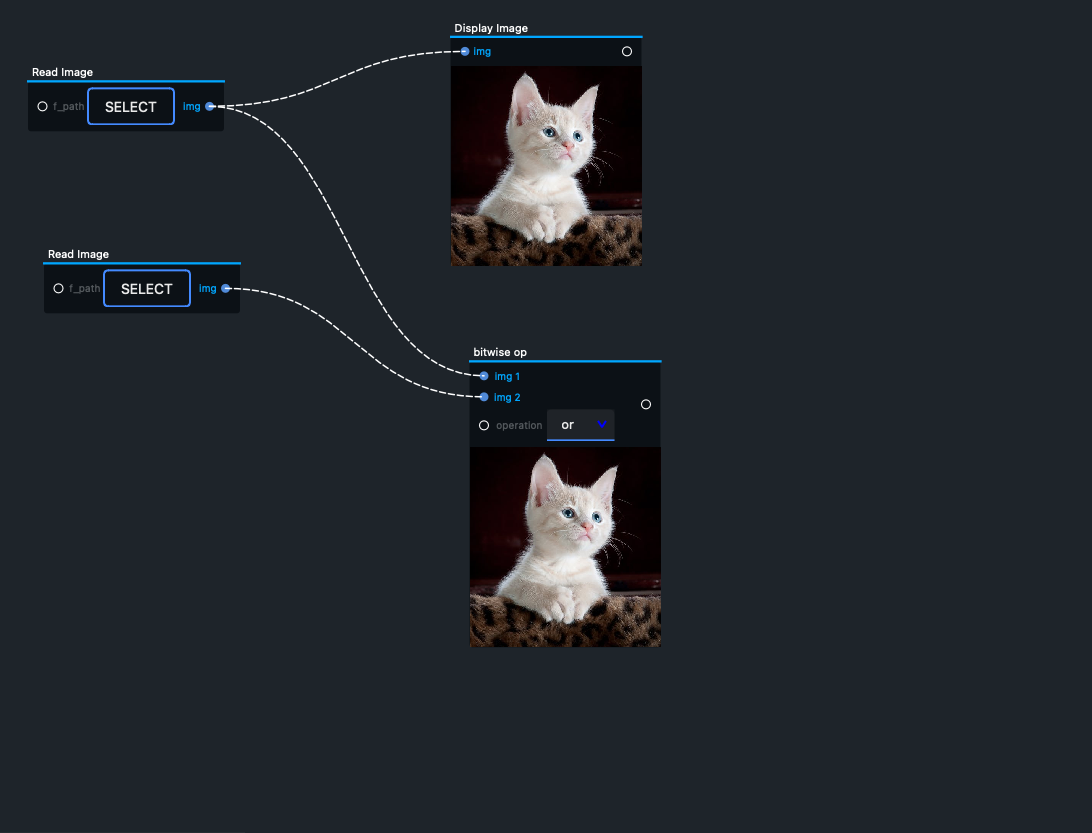 Display Image
Img
Read Image
f_path SELECT Img
Read Image
f_path SELECT Img
bitwise op
Img 1
Img 2
operation or